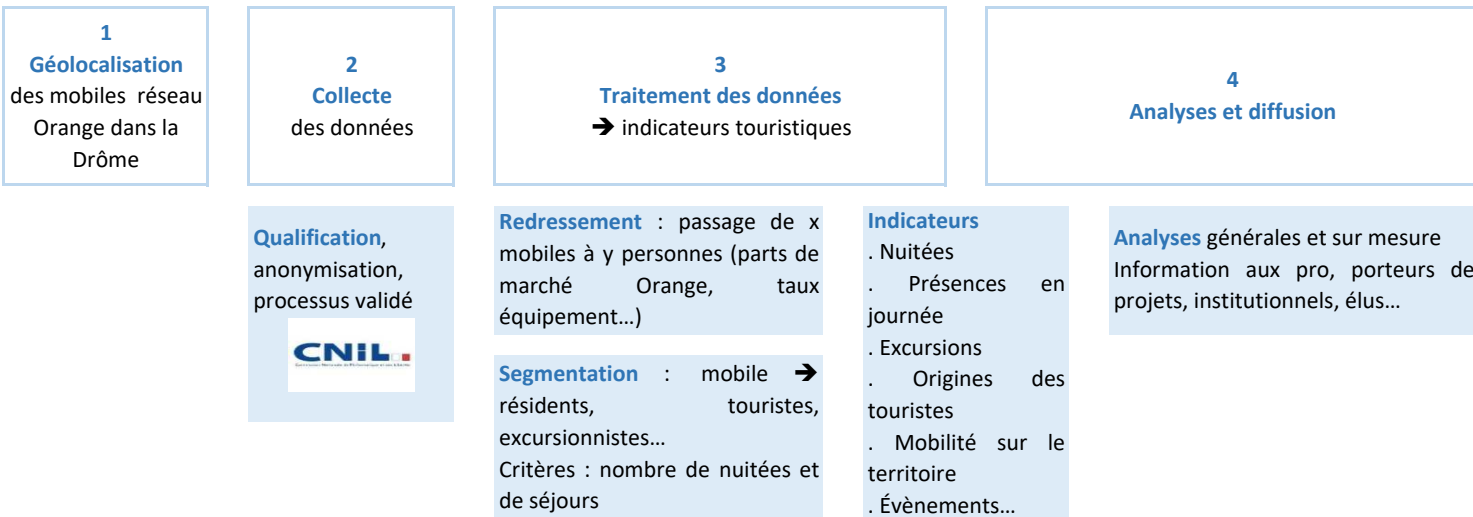 1
Géolocalisation
des mobiles réseau
Orange dans la
Drôme
2
Collecte
des données
3
Traitement des données
➔ indicateurs touristiques
4
Analyses et diffusion
Qualification,
anonymisation,
processus validé
CNIL
Redressement : passage de x
mobiles à y personnes (parts de
marché Orange, taux
équipement…)
Segmentation : mobile ➔
résidents, touristes,
excursionnistes…
Critères : nombre de nuitées et
de séjours
Indicateurs
. Nuitées
. Présences en
journée
. Excursions
. Origines des
touristes
. Mobilité sur le
territoire
. Évènements…
Analyses générales et sur mesure
Information aux pro, porteurs de
projets, institutionnels, élus…